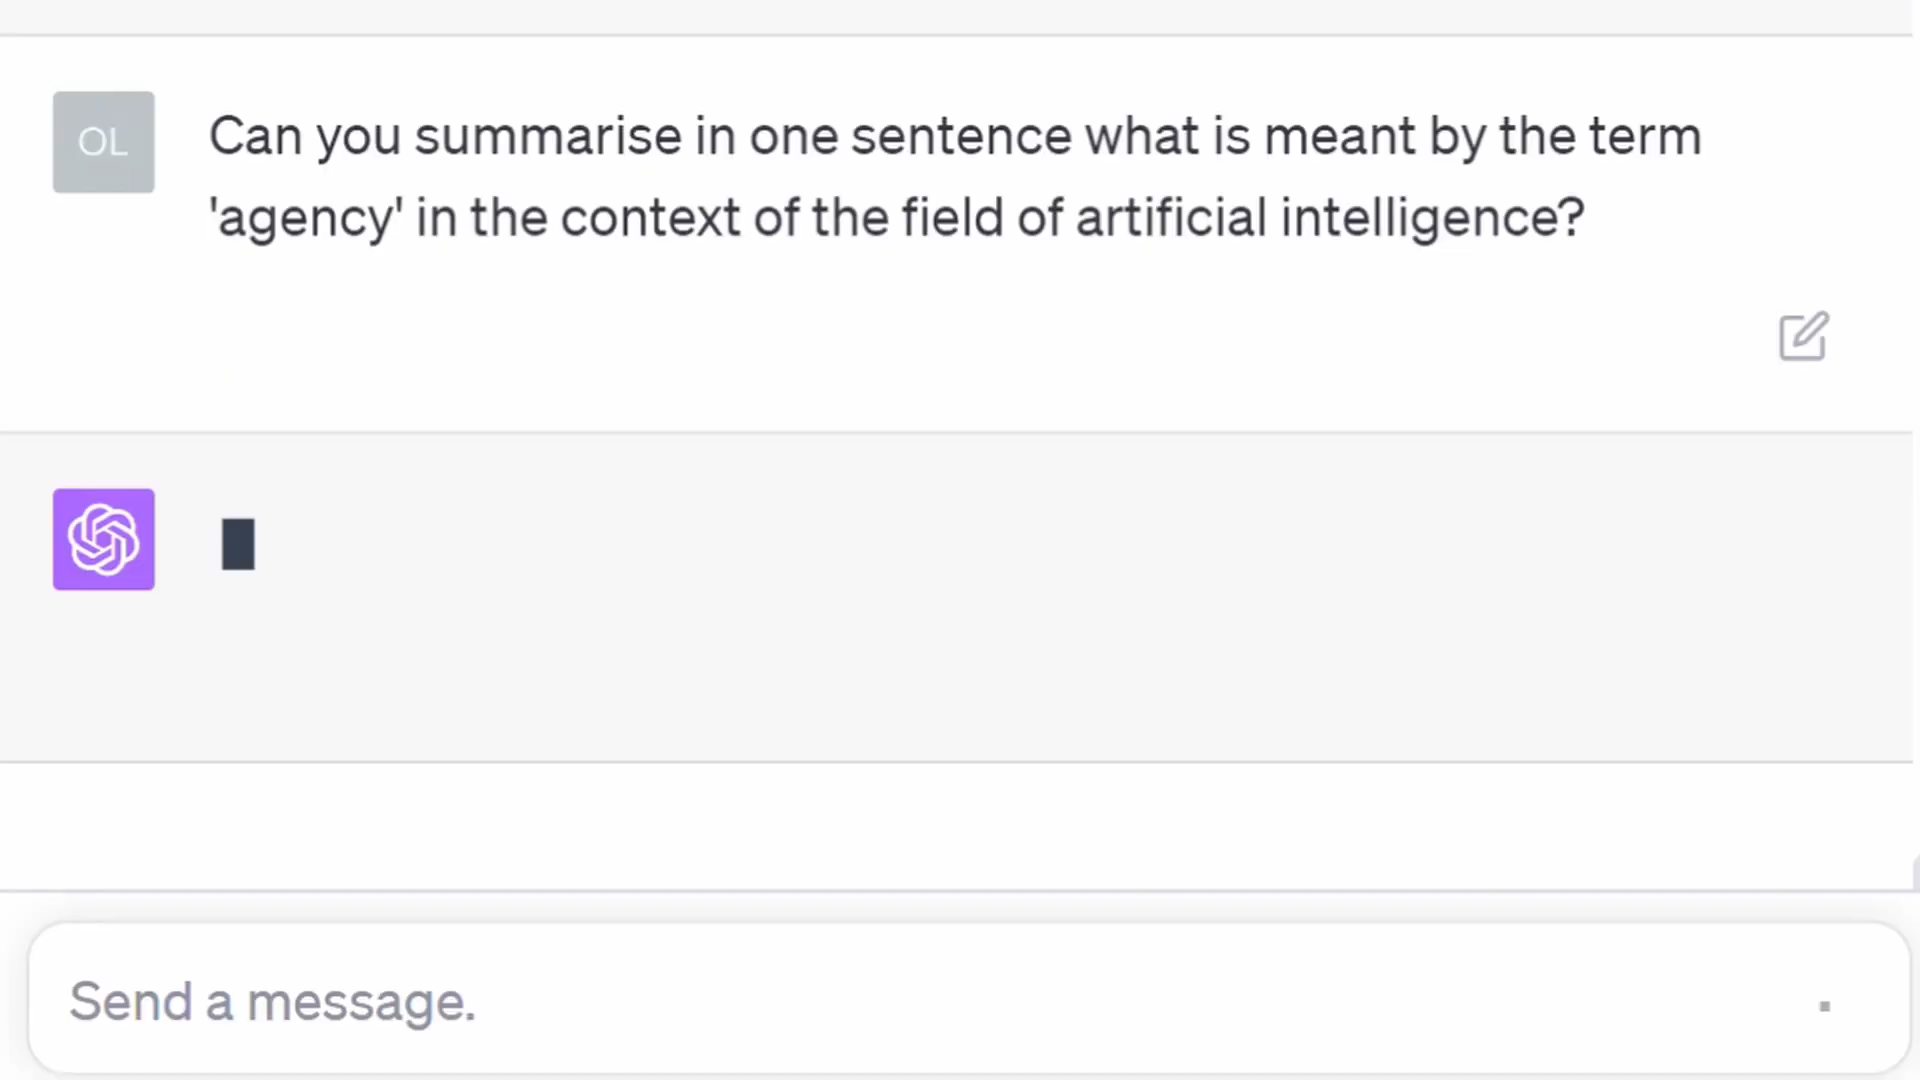 OL
Can you summarise in one sentence what is meant by the term
'agency' in the context of the field of artificial intelligence?
Send a message.